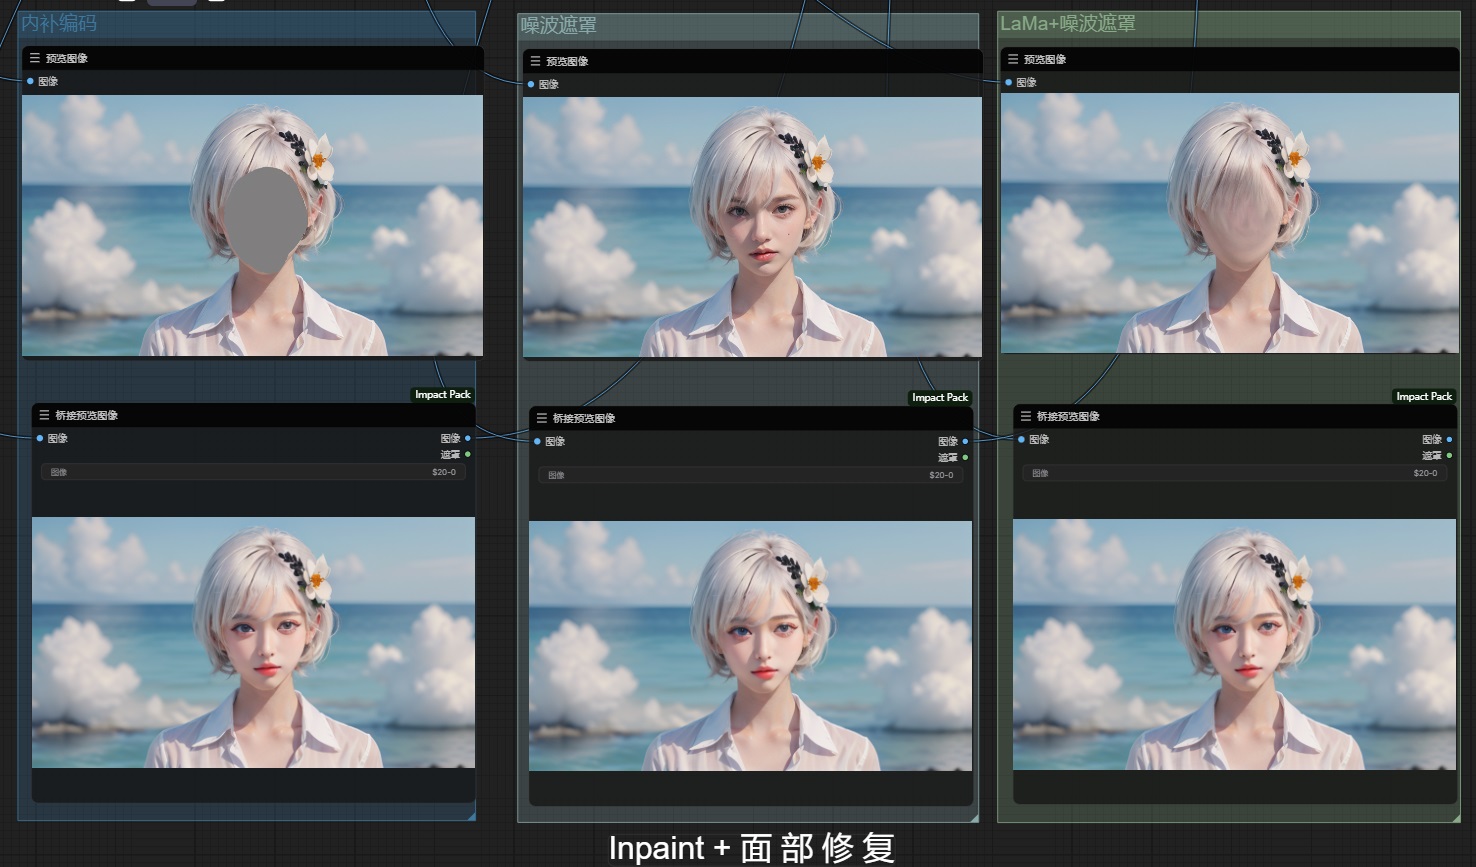 内补编码
预览图像
图像
Impact Pack
桥接预览图像
图像
图像
遮罩
图像
$20-0
噪波遮罩
预览图像
图像
Impact Pack
桥接预览图像
图像
图像
遮罩
图像
$20-0
LaMa+噪波遮罩
预览图像
图像
Impact Pack
桥接预览图像
图像
图像
遮罩
图像
$20-0
Inpaint + 面部修复